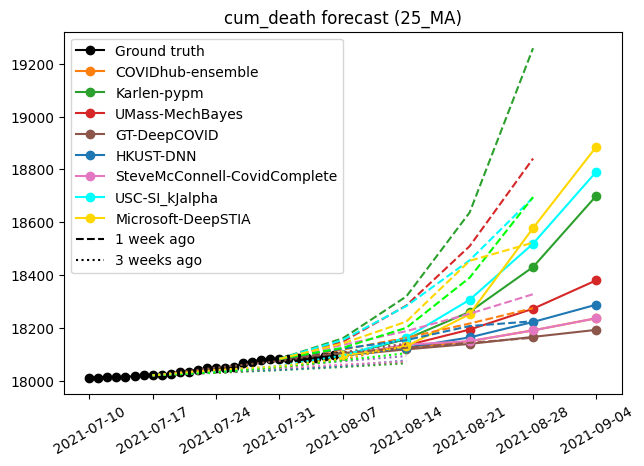 cum_death forecast (25_MA)
Ground truth
COVIDhub-ensemble
Karlen-pypm
UMass-MechBayes
GT-DeepCOVID
HKUST-DNN
SteveMcConnell-CovidComplete
USC-SI_kJalpha
Microsoft-DeepSTIA
1 week ago
3 weeks ago
19200
19000
18800
18600
18400
18200
18000
2021-07-10
2021-07-17
2021-07-24
2021-07-31
2021-08-07
2021-08-14
2021-08-21
2021-08-28
2021-09-04